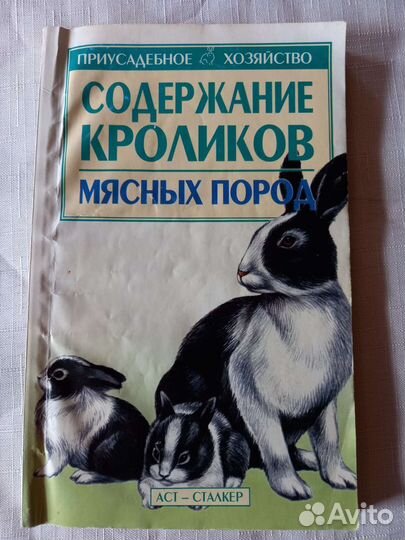 ПРИУСАДЕБНОЕ ХОЗЯЙСТВО
СОДЕРЖАНИЕ
КРОЛИКОВ
МЯСНЫХ ПОРОД
АСТ – СТАЛКЕР
Avito